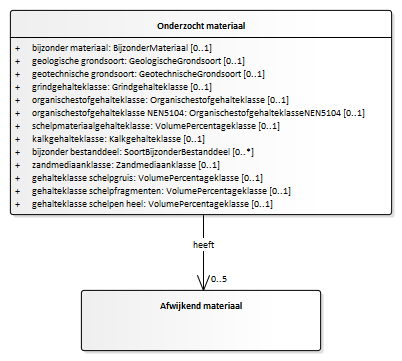 Onderzocht materiaal
+ bijzonder materiaal: BijzonderMateriaal [0..1]
+ geologische grondsoort: GeologischeGrondsoort [0..1]
+ geotechnische grondsoort: GeotechnischeGrondsoort [0..1]
+ grindgehalteklasse: Grindgehalteklasse [0..1]
+ organischestofgehalteklasse: Organischestofgehalteklasse [0..1]
+ organischestofgehalteklasse NEN5104: OrganischestofgehalteklasseNEN5104 [0..1]
+ schelpmateriaalgehalteklasse: VolumePercentageklasse [0..1]
+ kalkgehalteklasse: Kalkgehalteklasse [0..1]
+ bijzonder bestanddeel: SoortBijzonderBestanddeel [0..*]
+ zandmediaanklasse: Zandmediaanklasse [0..1]
+ gehalteklasse schelpgruis: VolumePercentageklasse [0..1]
+ gehalteklasse schelpfragmenten: VolumePercentageklasse [0..1]
+ gehalteklasse schelpen heel: VolumePercentageklasse [0..1]
heeft
0..5
Afwijkend materiaal